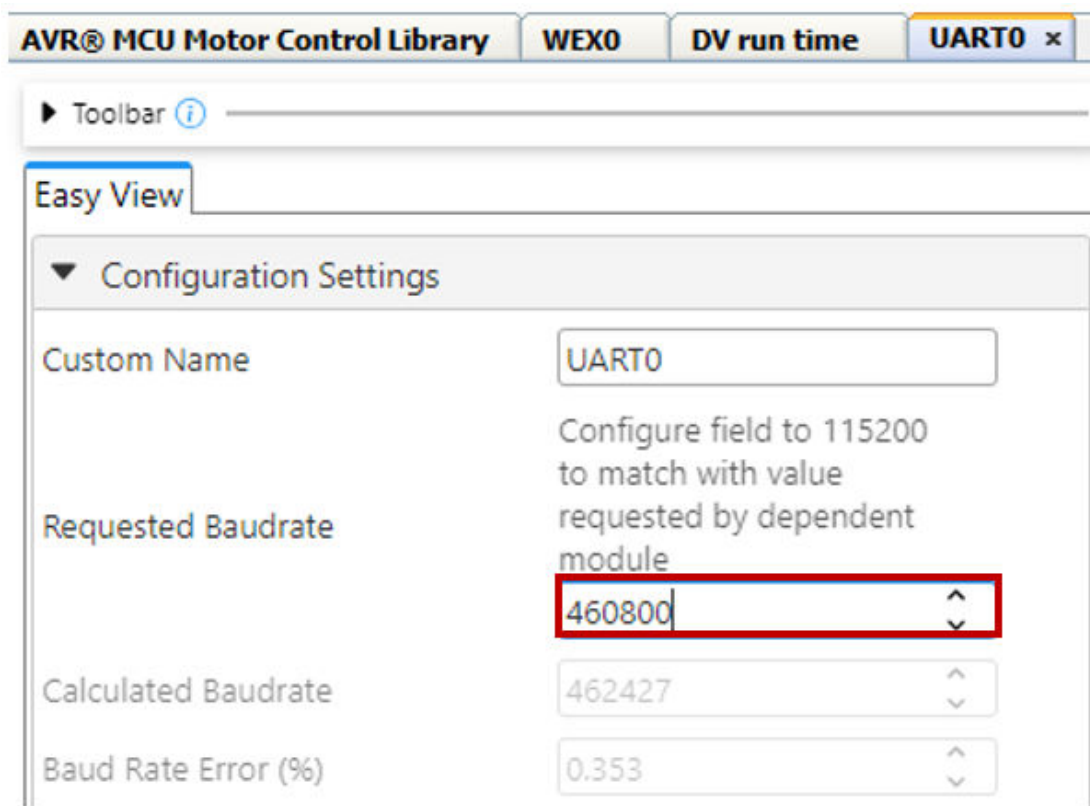 AVR® MCU Motor Control Library WEX0 DV run time UART0 ×
Toolbar i
Easy View
Configuration Settings
Custom Name UART0
Configure field to 115200
to match with value
Requested Baudrate requested by dependent
module
460800
Calculated Baudrate 462427
Baud Rate Error (%) 0.353